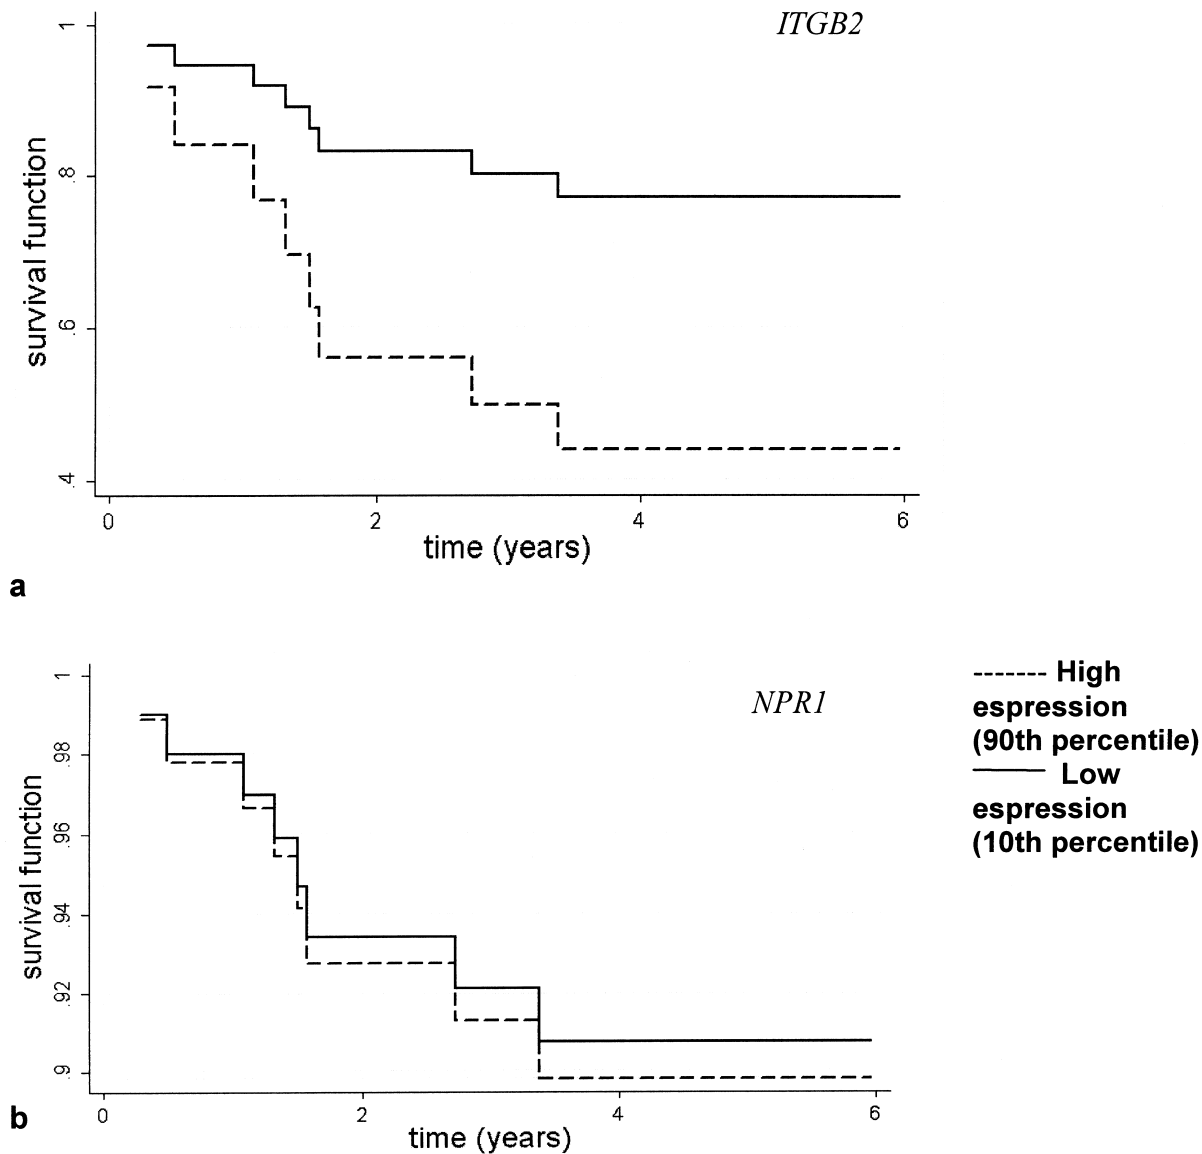 ITGB2
survival function
1
.8
.6
.4
0 2 4 6
time (years)
a
NPR1
survival function
1
.98
.96
.94
.92
.9
0 2 4 6
time (years)
b
High
espression
(90th percentile)
Low
espression
(10th percentile)